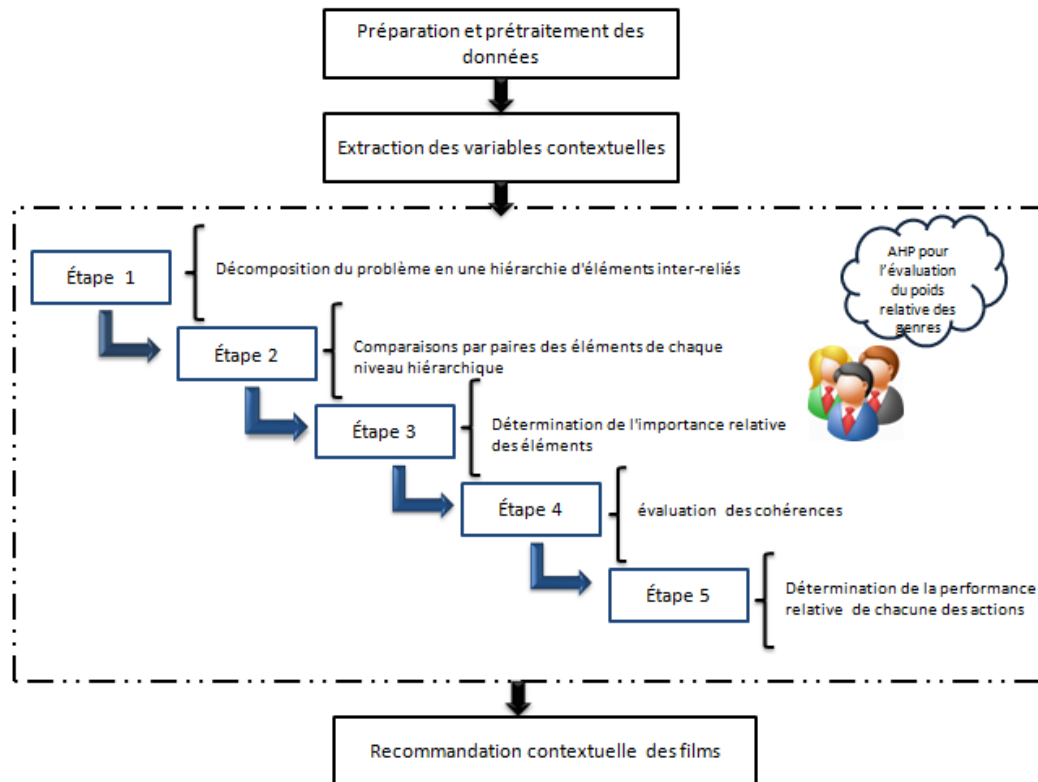 Préparation et prétraitement des
données
Extraction des variables contextuelles
AHP pour
l'évaluation
du poids
relative des
genres
Étape 1
Décomposition du problème en une hiérarchie d'éléments inter-reliés
Étape 2
Comparaisons par paires des éléments de chaque
niveau hiérarchique
Étape 3
Détermination de l'importance relative
des éléments
Étape 4
évaluation des cohérences
Étape 5
Détermination de la performance
relative de chacune des actions
Recommandation contextuelle des films